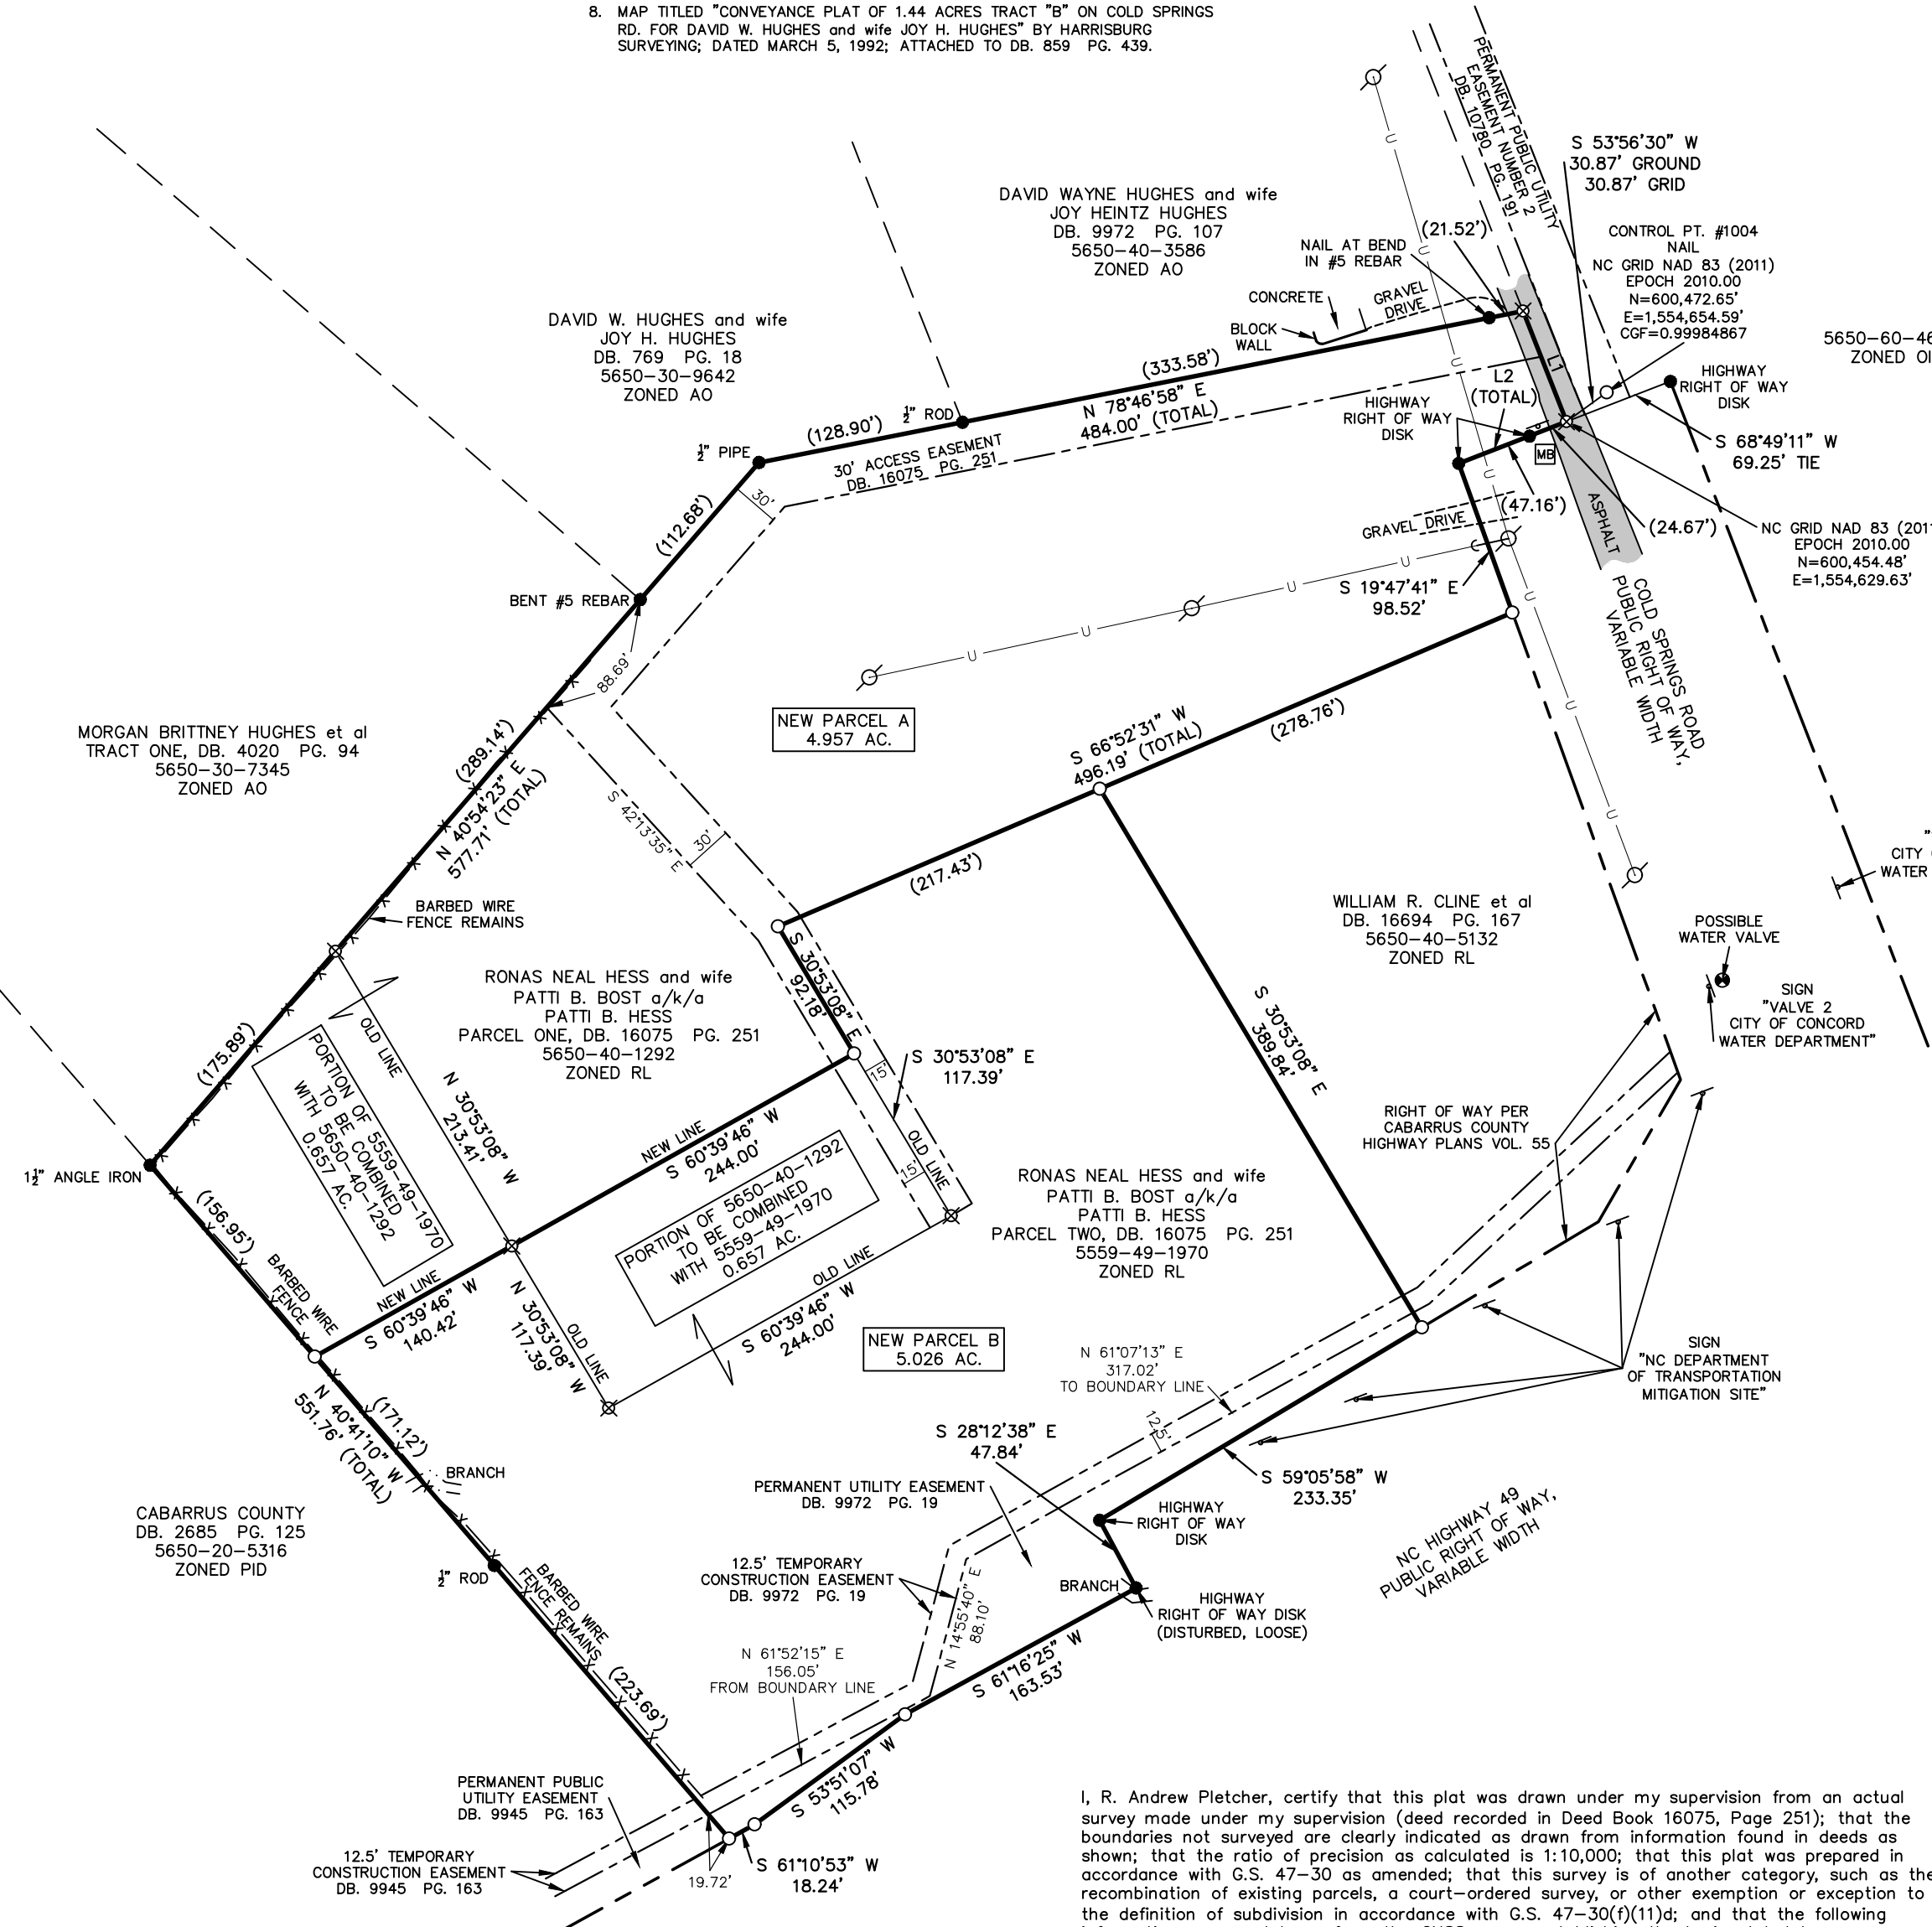 8. MAP TITLED "CONVEYANCE PLAT OF 1.44 ACRES TRACT "B" ON COLD SPRINGS
RD. FOR DAVID W. HUGHES and wife JOY H. HUGHES" BY HARRISBURG
SURVEYING; DATED MARCH 5, 1992; ATTACHED TO DB. 859 PG. 439.
PERMANENT PUBLIC UTILITY
EASEMENT NUMBER 2
DB. 10780 PG. 191
S 53°56'30" W
30.87' GROUND
30.87' GRID
DAVID WAYNE HUGHES and wife
JOY HEINTZ HUGHES
DB. 9972 PG. 107
5650-40-3586
ZONED AO
(21.52')
NAIL AT BEND
IN #5 REBAR
CONTROL PT. #1004
NAIL
NC GRID NAD 83 (2011)
EPOCH 2010.00
N=600,472.65'
E=1,554,654.59'
CGF=0.99984867
CONCRETE
GRAVEL
DRIVE
BLOCK
WALL
DAVID W. HUGHES and wife
JOY H. HUGHES
DB. 769 PG. 18
5650-30-9642
ZONED AO
5650-60-46
ZONED OI
(333.58')
N 78°46'58" E
484.00' (TOTAL)
L1
L2
(TOTAL)
HIGHWAY
RIGHT OF WAY
DISK
HIGHWAY
RIGHT OF WAY
DISK
MB
S 68°49'11" W
69.25' TIE
(128.90')
½" ROD
½" PIPE
30' ACCESS EASEMENT
DB. 16075 PG. 251
30'
(112.68')
(47.16')
GRAVEL DRIVE
ASPHALT
(24.67')
NC GRID NAD 83 (2011
EPOCH 2010.00
N=600,454.48'
E=1,554,629.63'
S 19°47'41" E
98.52'
BENT #5 REBAR
88.69'
COLD SPRINGS ROAD
PUBLIC RIGHT OF WAY,
VARIABLE WIDTH
U
U
U
U
U
U
U
U
U
U
U
MORGAN BRITTNEY HUGHES et al
TRACT ONE, DB. 4020 PG. 94
5650-30-7345
ZONED AO
NEW PARCEL A
4.957 AC.
S 66°52'31" W
496.19' (TOTAL)
(278.76')
(289.14')
N 40°54'23" E
577.71' (TOTAL)
S 42°13'35" E
30'
(217.43')
"
CITY
WATER
BARBED WIRE
FENCE REMAINS
WILLIAM R. CLINE et al
DB. 16694 PG. 167
5650-40-5132
ZONED RL
POSSIBLE
WATER VALVE
S 30°53'08" E
92.18'
RONAS NEAL HESS and wife
PATTI B. BOST a/k/a
PATTI B. HESS
PARCEL ONE, DB. 16075 PG. 251
5650-40-1292
ZONED RL
SIGN
"VALVE 2
CITY OF CONCORD
WATER DEPARTMENT"
S 30°53'08" E
389.84'
OLD LINE
(175.89')
PORTION OF 5559-49-1970
TO BE COMBINED
WITH 5650-40-1292
0.657 AC.
N 30°53'08" W
213.41'
S 30°53'08" E
117.39'
15'
NEW LINE
S 60°39'46" W
244.00'
OLD LINE
15'
RIGHT OF WAY PER
CABARRUS COUNTY
HIGHWAY PLANS VOL. 55
1½" ANGLE IRON
(156.95')
PORTION OF 5650-40-1292
TO BE COMBINED
WITH 5559-49-1970
0.657 AC.
RONAS NEAL HESS and wife
PATTI B. BOST a/k/a
PATTI B. HESS
PARCEL TWO, DB. 16075 PG. 251
5559-49-1970
ZONED RL
BARBED WIRE
FENCE
NEW LINE
S 60°39'46" W
140.42'
OLD LINE
S 60°39'46" W
244.00'
N 30°53'08" W
117.39'
OLD LINE
NEW PARCEL B
5.026 AC.
N 61°07'13" E
317.02'
TO BOUNDARY LINE
SIGN
"NC DEPARTMENT
OF TRANSPORTATION
MITIGATION SITE"
N 40°41'10" W
551.76' (TOTAL)
(171.12')
BRANCH
12.5'
S 28°12'38" E
47.84'
S 59°05'58" W
233.35'
PERMANENT UTILITY EASEMENT
DB. 9972 PG. 19
HIGHWAY
RIGHT OF WAY
DISK
NC HIGHWAY 49
PUBLIC RIGHT OF WAY,
VARIABLE WIDTH
CABARRUS COUNTY
DB. 2685 PG. 125
5650-20-5316
ZONED PID
½" ROD
12.5' TEMPORARY
CONSTRUCTION EASEMENT
DB. 9972 PG. 19
N 14°55'40" E
88.10'
BRANCH
HIGHWAY
RIGHT OF WAY DISK
(DISTURBED, LOOSE)
BARBED WIRE
FENCE REMAINS
(223.69')
N 61°52'15" E
156.05'
FROM BOUNDARY LINE
S 61°16'25" W
163.53'
S 53°51'07" W
115.78'
PERMANENT PUBLIC
UTILITY EASEMENT
DB. 9945 PG. 163
12.5' TEMPORARY
CONSTRUCTION EASEMENT
DB. 9945 PG. 163
19.72'
S 61°10'53" W
18.24'
I, R. Andrew Pletcher, certify that this plat was drawn under my supervision from an actual
survey made under my supervision (deed recorded in Deed Book 16075, Page 251); that the
boundaries not surveyed are clearly indicated as drawn from information found in deeds as
shown; that the ratio of precision as calculated is 1:10,000; that this plat was prepared in
accordance with G.S. 47-30 as amended; that this survey is of another category, such as the
recombination of existing parcels, a court-ordered survey, or other exemption or exception to
the definition of subdivision in accordance with G.S. 47-30(f)(11)d; and that the following